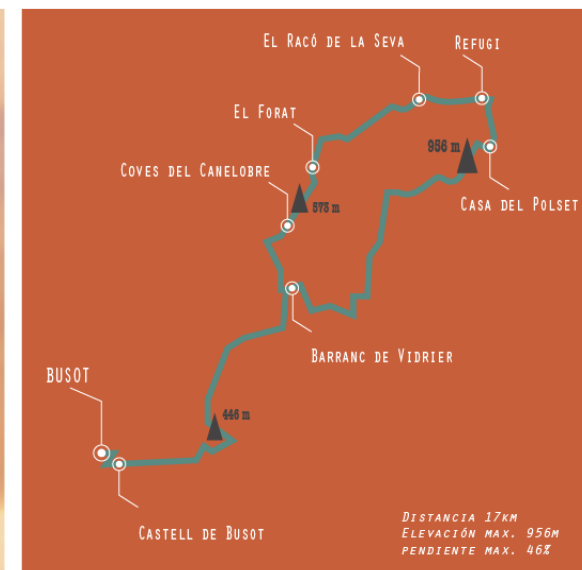 El Racó de la Seva
Refugi
El Forat
956 m
Coves del Canelobre
Casa del Polset
573 m
Barranc de Vidrier
BUSOT
446 m
Castell de Busot
Distancia 17km
Elevación max. 956m
pendiente max. 46%